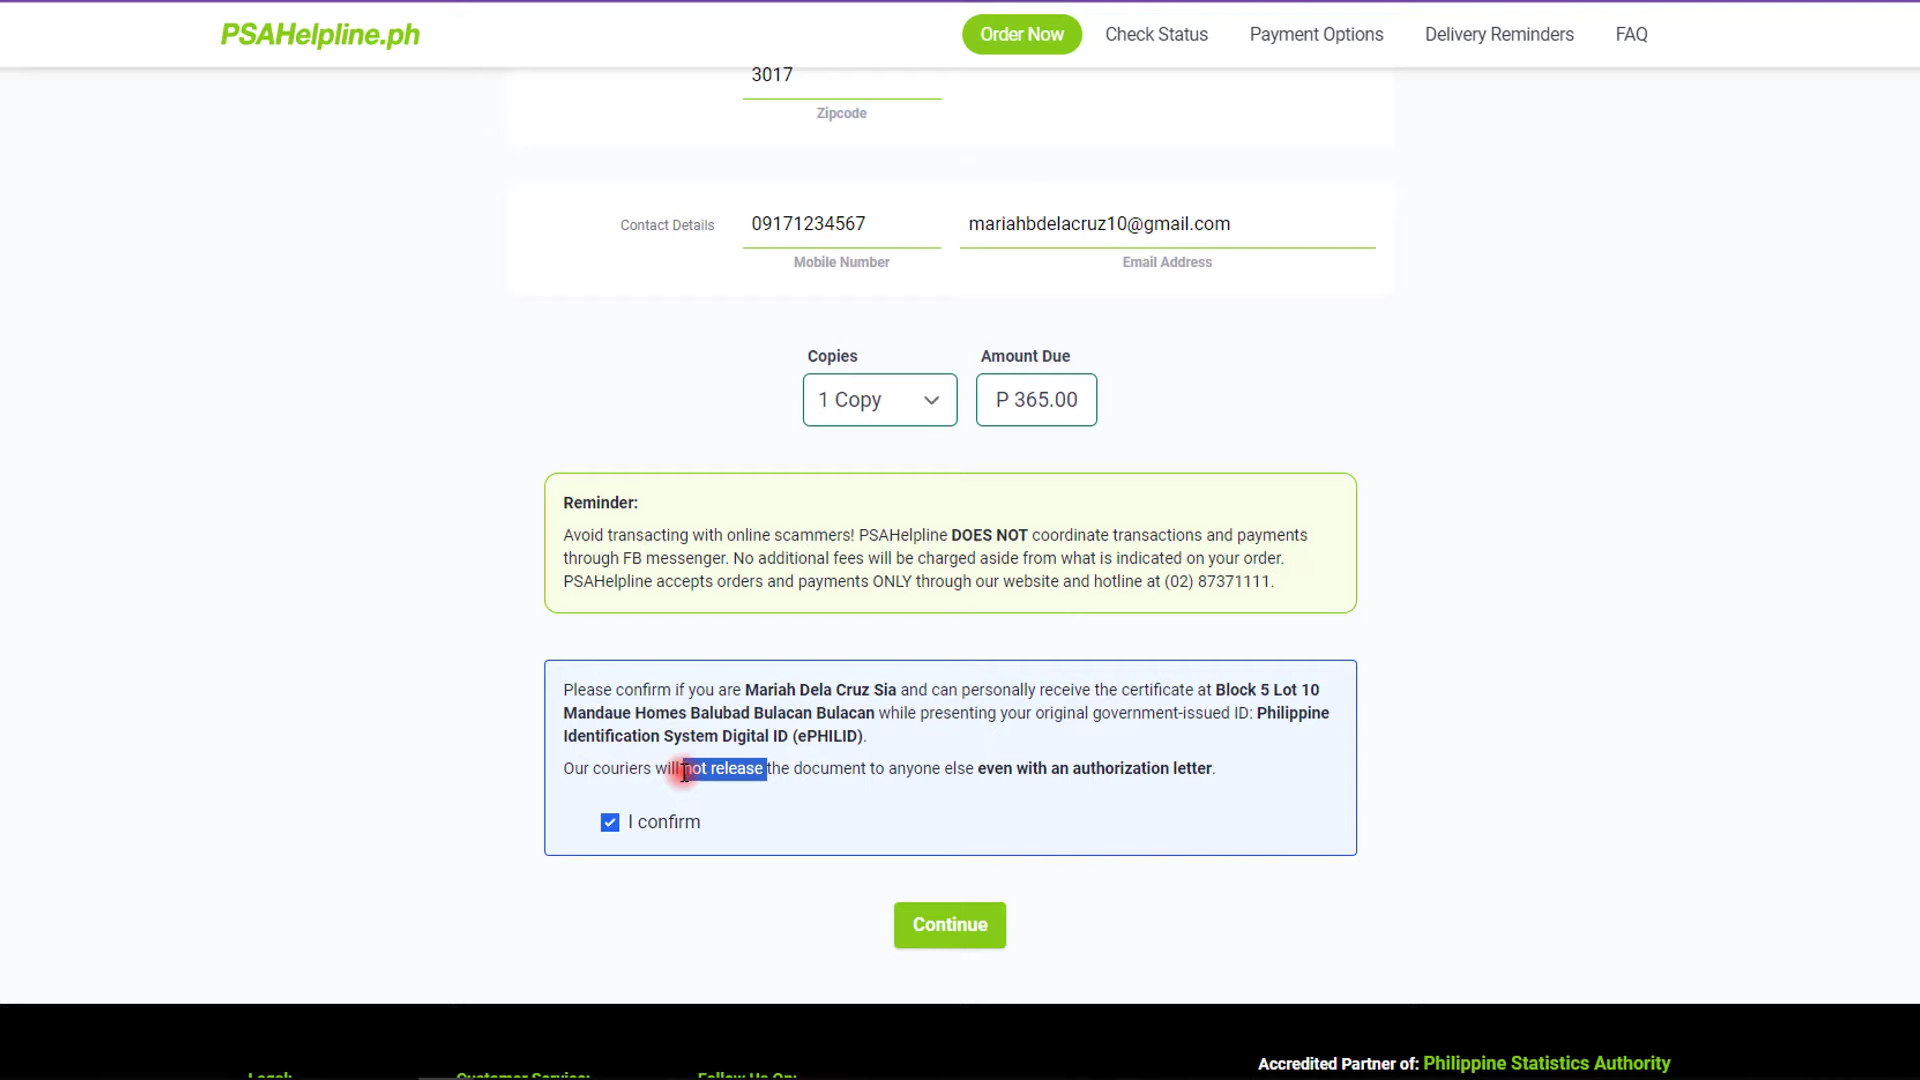 PSAHelpline.ph
Order Now Check Status Payment Options Delivery Reminders FAQ
3017
Zipcode
Contact Details 09171234567 mariahbdelacruz10@gmail.com
Mobile Number Email Address
Copies Amount Due
1 Copy P 365.00
Reminder:
Avoid transacting with online scammers! PSAHelpline DOES NOT coordinate transactions and payments
through FB messenger. No additional fees will be charged aside from what is indicated on your order.
PSAHelpline accepts orders and payments ONLY through our website and hotline at (02) 87371111.
Please confirm if you are Mariah Dela Cruz Sia and can personally receive the certificate at Block 5 Lot 10
Mandaue Homes Balubad Bulacan Bulacan while presenting your original government-issued ID: Philippine
Identification System Digital ID (ePHILID).
Our couriers will not release the document to anyone else even with an authorization letter.
I confirm
Continue
Accredited Partner of: Philippine Statistics Authority
Legal: Customer Service: Follow Us On: